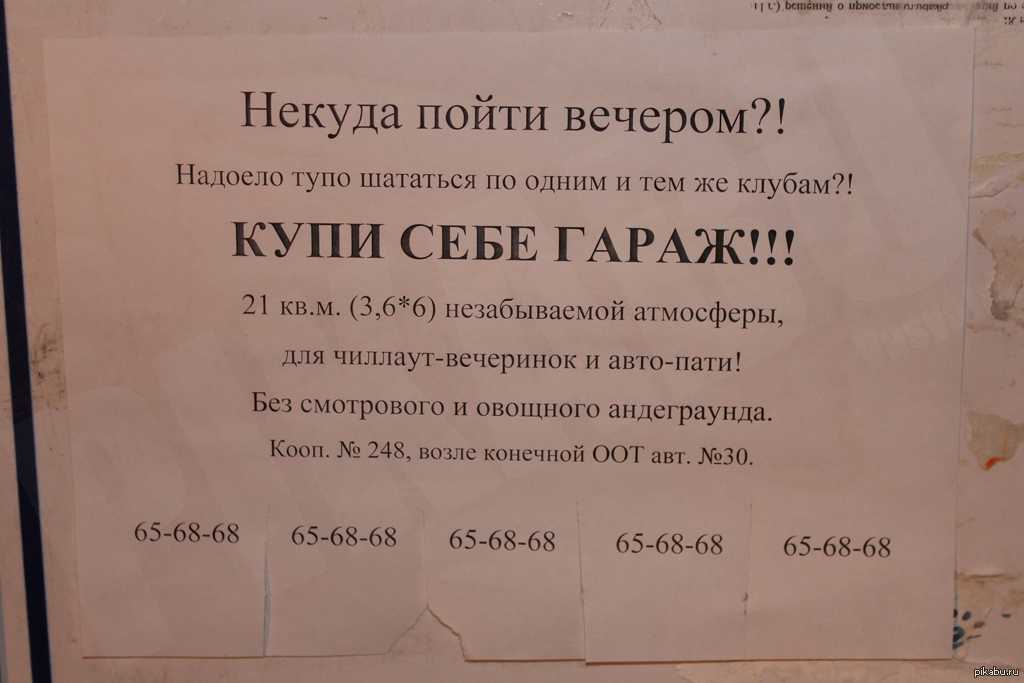 Некуда пойти вечером?!
Надоело тупо шататься по одним и тем же клубам?!
КУПИ СЕБЕ ГАРАЖ!!!
21 кв.м. (3,6*6) незабываемой атмосферы,
для чиллаут-вечеринок и авто-пати!
Без смотрового и овощного андеграунда.
Кооп. № 248, возле конечной ООТ авт. №30.
65-68-68 65-68-68 65-68-68 65-68-68 65-68-68
pikabu.ru